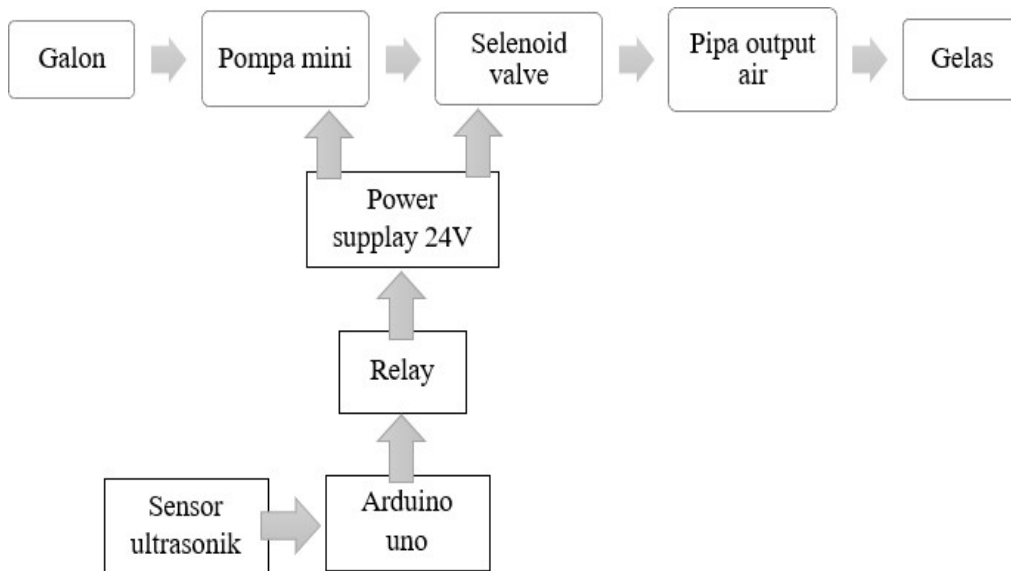 Galon
Pompa mini
Selenoid
valve
Pipa output
air
Gelas
Power
supplay 24V
Relay
Sensor
ultrasonik
Arduino
uno